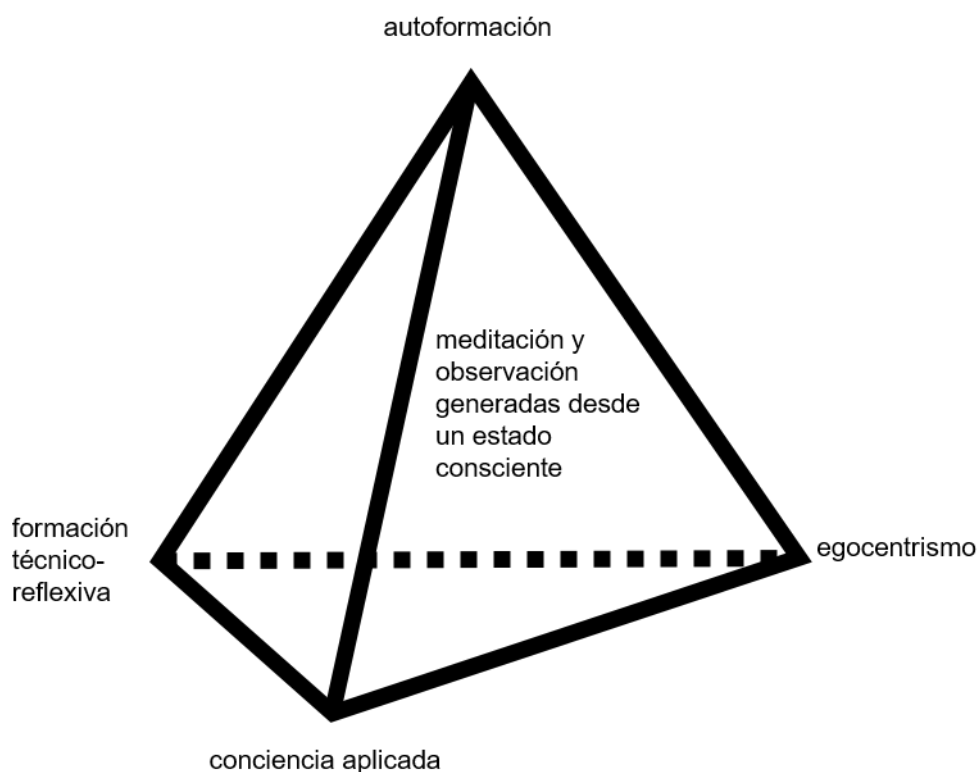 autoformación
meditación y
observación
generadas desde
un estado
consciente
formación
técnico-
reflexiva
egocentrismo
conciencia aplicada